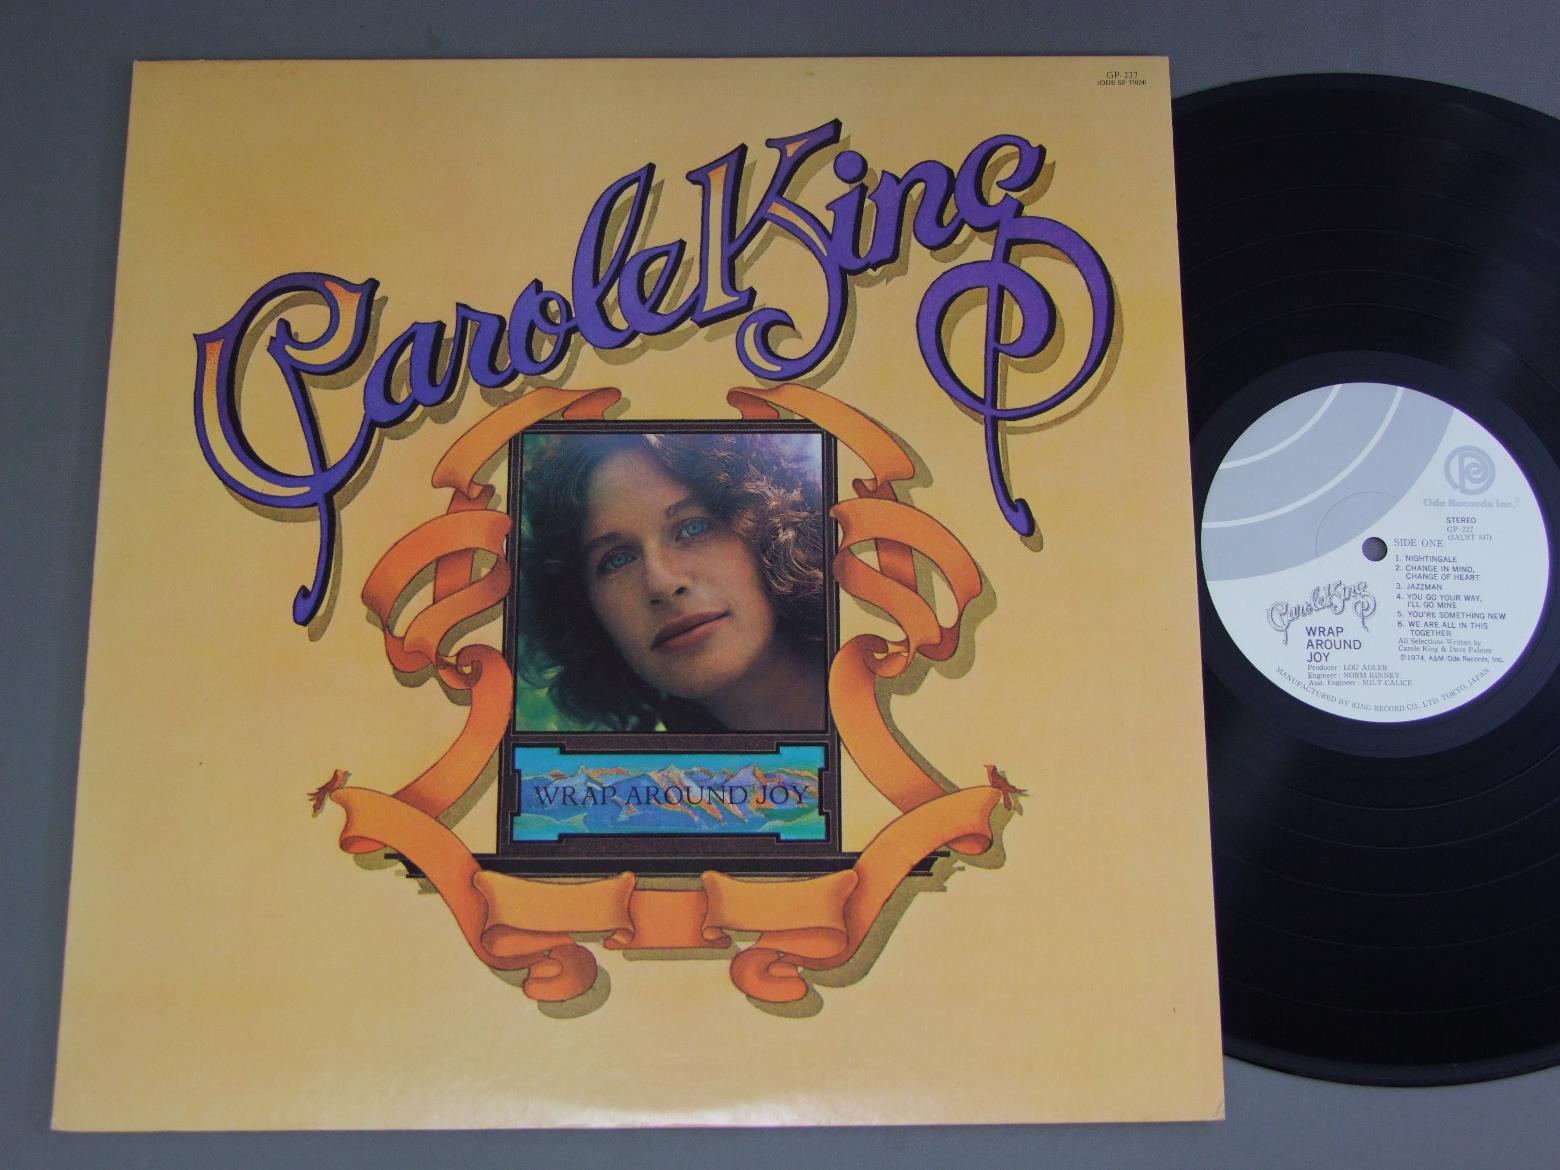 GP-227
(ODE SP 77024)
Carole King
WRAP AROUND JOY
Ode Records Inc.®
STEREO
GP-227
(SALBT 347)
SIDE ONE
1. NIGHTINGALE
2. CHANGE IN MIND,
CHANGE OF HEART
3. JAZZMAN
4. YOU GO YOUR WAY,
I'LL GO MINE
5. YOU'RE SOMETHING NEW
6. WE ARE ALL IN THIS
TOGETHER
All Selections Written by
Carole King & Dave Palmer
℗1974, A&M/Ode Records, Inc.
Carole King
WRAP
AROUND
JOY
Producer: LOU ADLER
Engineer: NORM KINNEY,
Asst. Engineer: MILT CALICE
MANUFACTURED BY KING RECORD CO., LTD. TOKYO, JAPAN